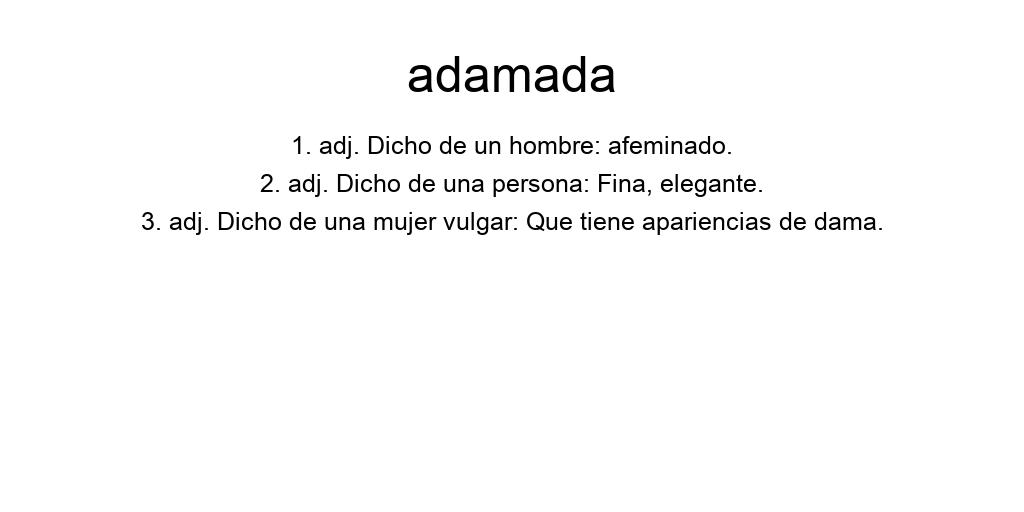 adamada
1. adj. Dicho de un hombre: afeminado.
2. adj. Dicho de una persona: Fina, elegante.
3. adj. Dicho de una mujer vulgar: Que tiene apariencias de dama.